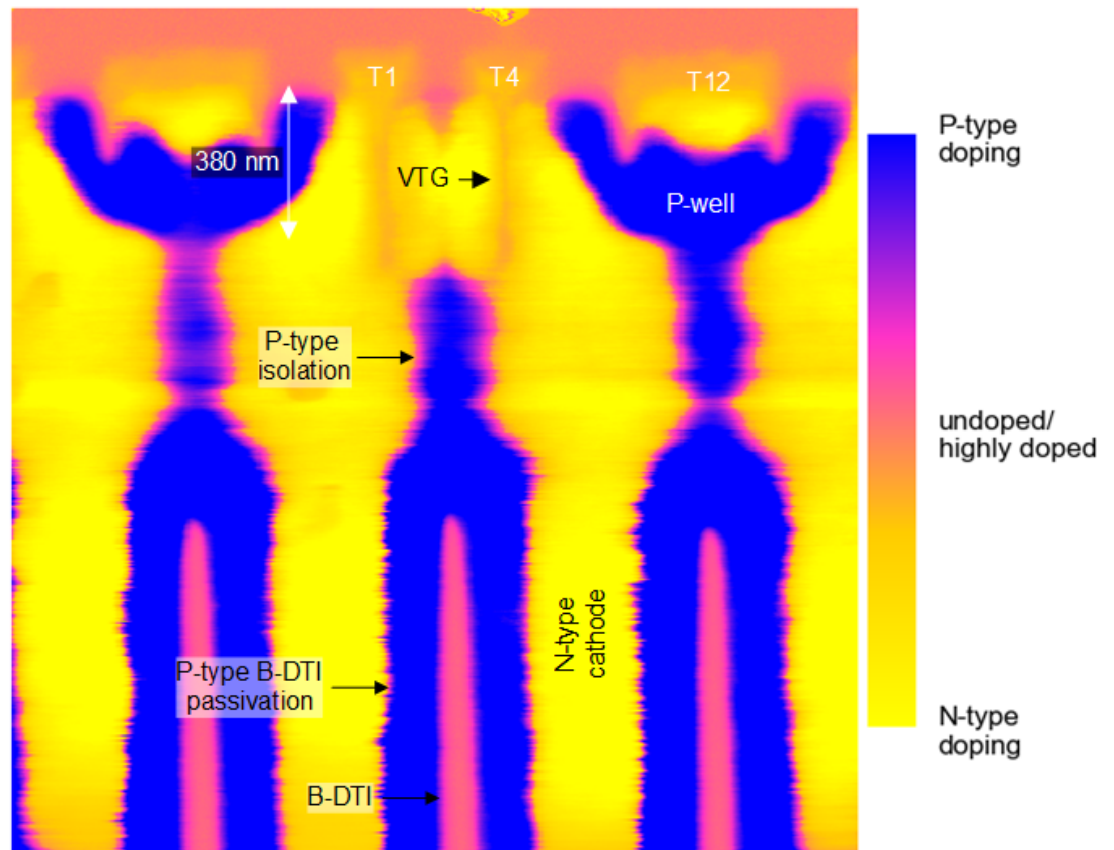 T1
T4
T12
380 nm
VTG
P-well
P-type
isolation
N-type
cathode
P-type B-DTI
passivation
B-DTI
P-type
doping
undoped/
highly doped
N-type
doping